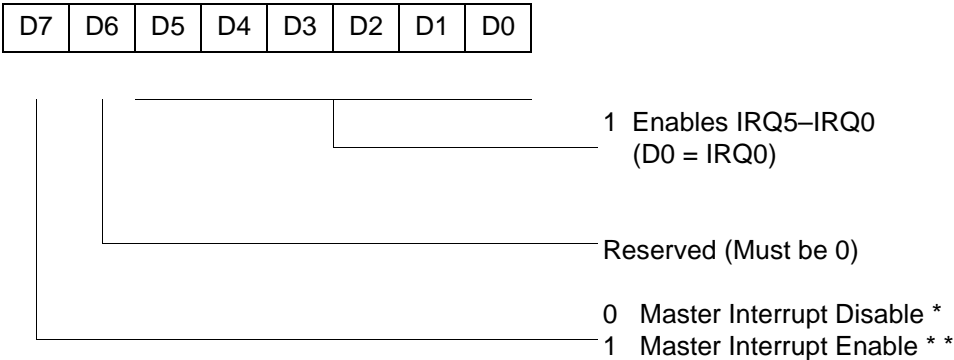 D7 D6 D5 D4 D3 D2 D1 D0
1 Enables IRQ5–IRQ0
(D0 = IRQ0)
Reserved (Must be 0)
0 Master Interrupt Disable *
1 Master Interrupt Enable * *